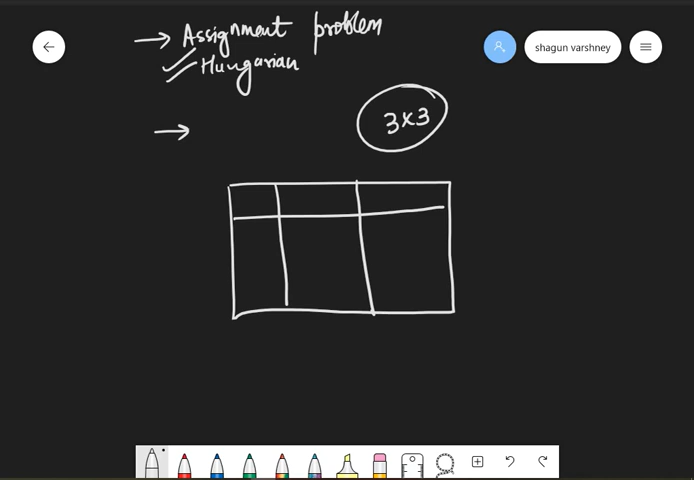 → Assignment problem
Hungarian
shagun varshney
→
3x3